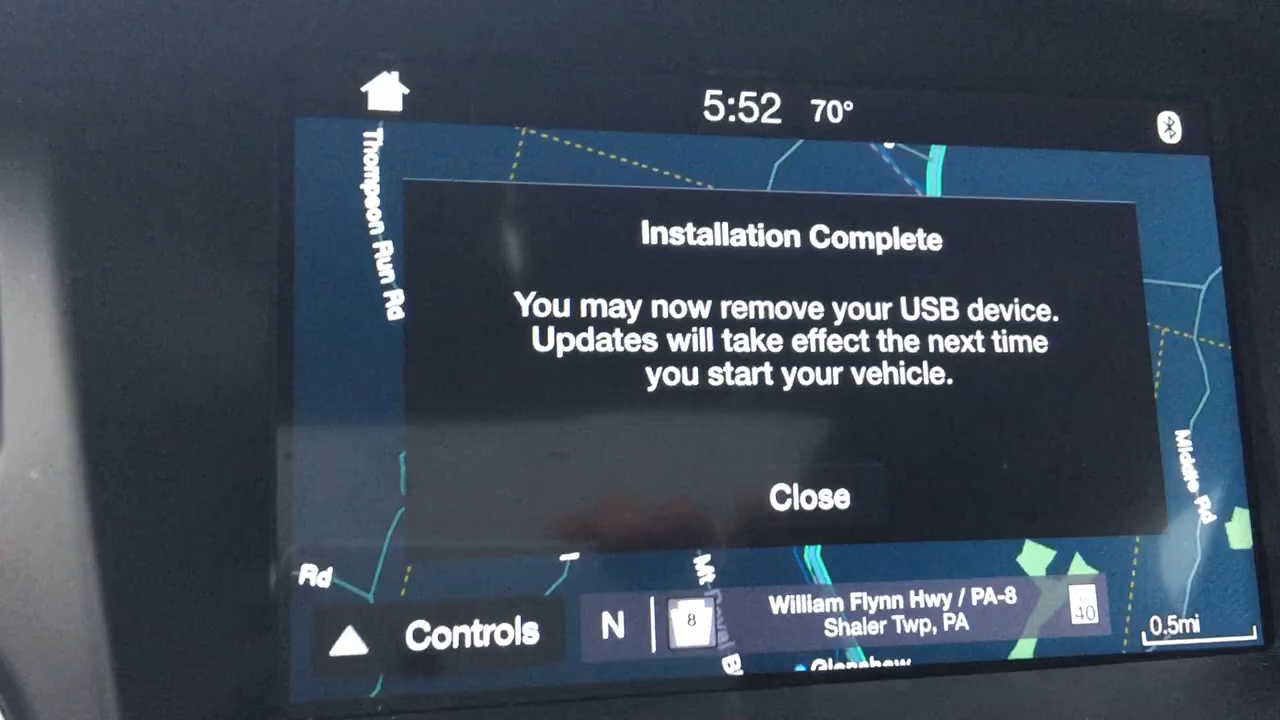 5:52 70°
Thompson Run Rd
Installation Complete
You may now remove your USB device.
Updates will take effect the next time
you start your vehicle.
Close
Middle Rd
Rd
Mt
Controls
N
8
William Flynn Hwy / PA-8
Shaler Twp, PA
40
0.5mi
Glenshaw